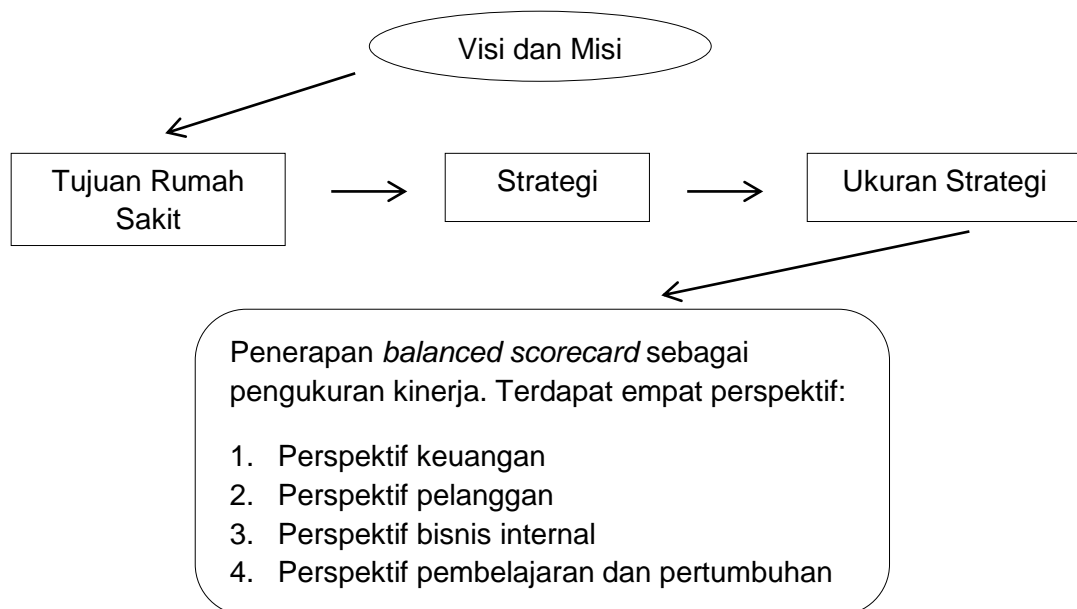 Visi dan Misi
Tujuan Rumah
Sakit
Strategi
Ukuran Strategi
Penerapan balanced scorecard sebagai
pengukuran kinerja. Terdapat empat perspektif:
1. Perspektif keuangan
2. Perspektif pelanggan
3. Perspektif bisnis internal
4. Perspektif pembelajaran dan pertumbuhan